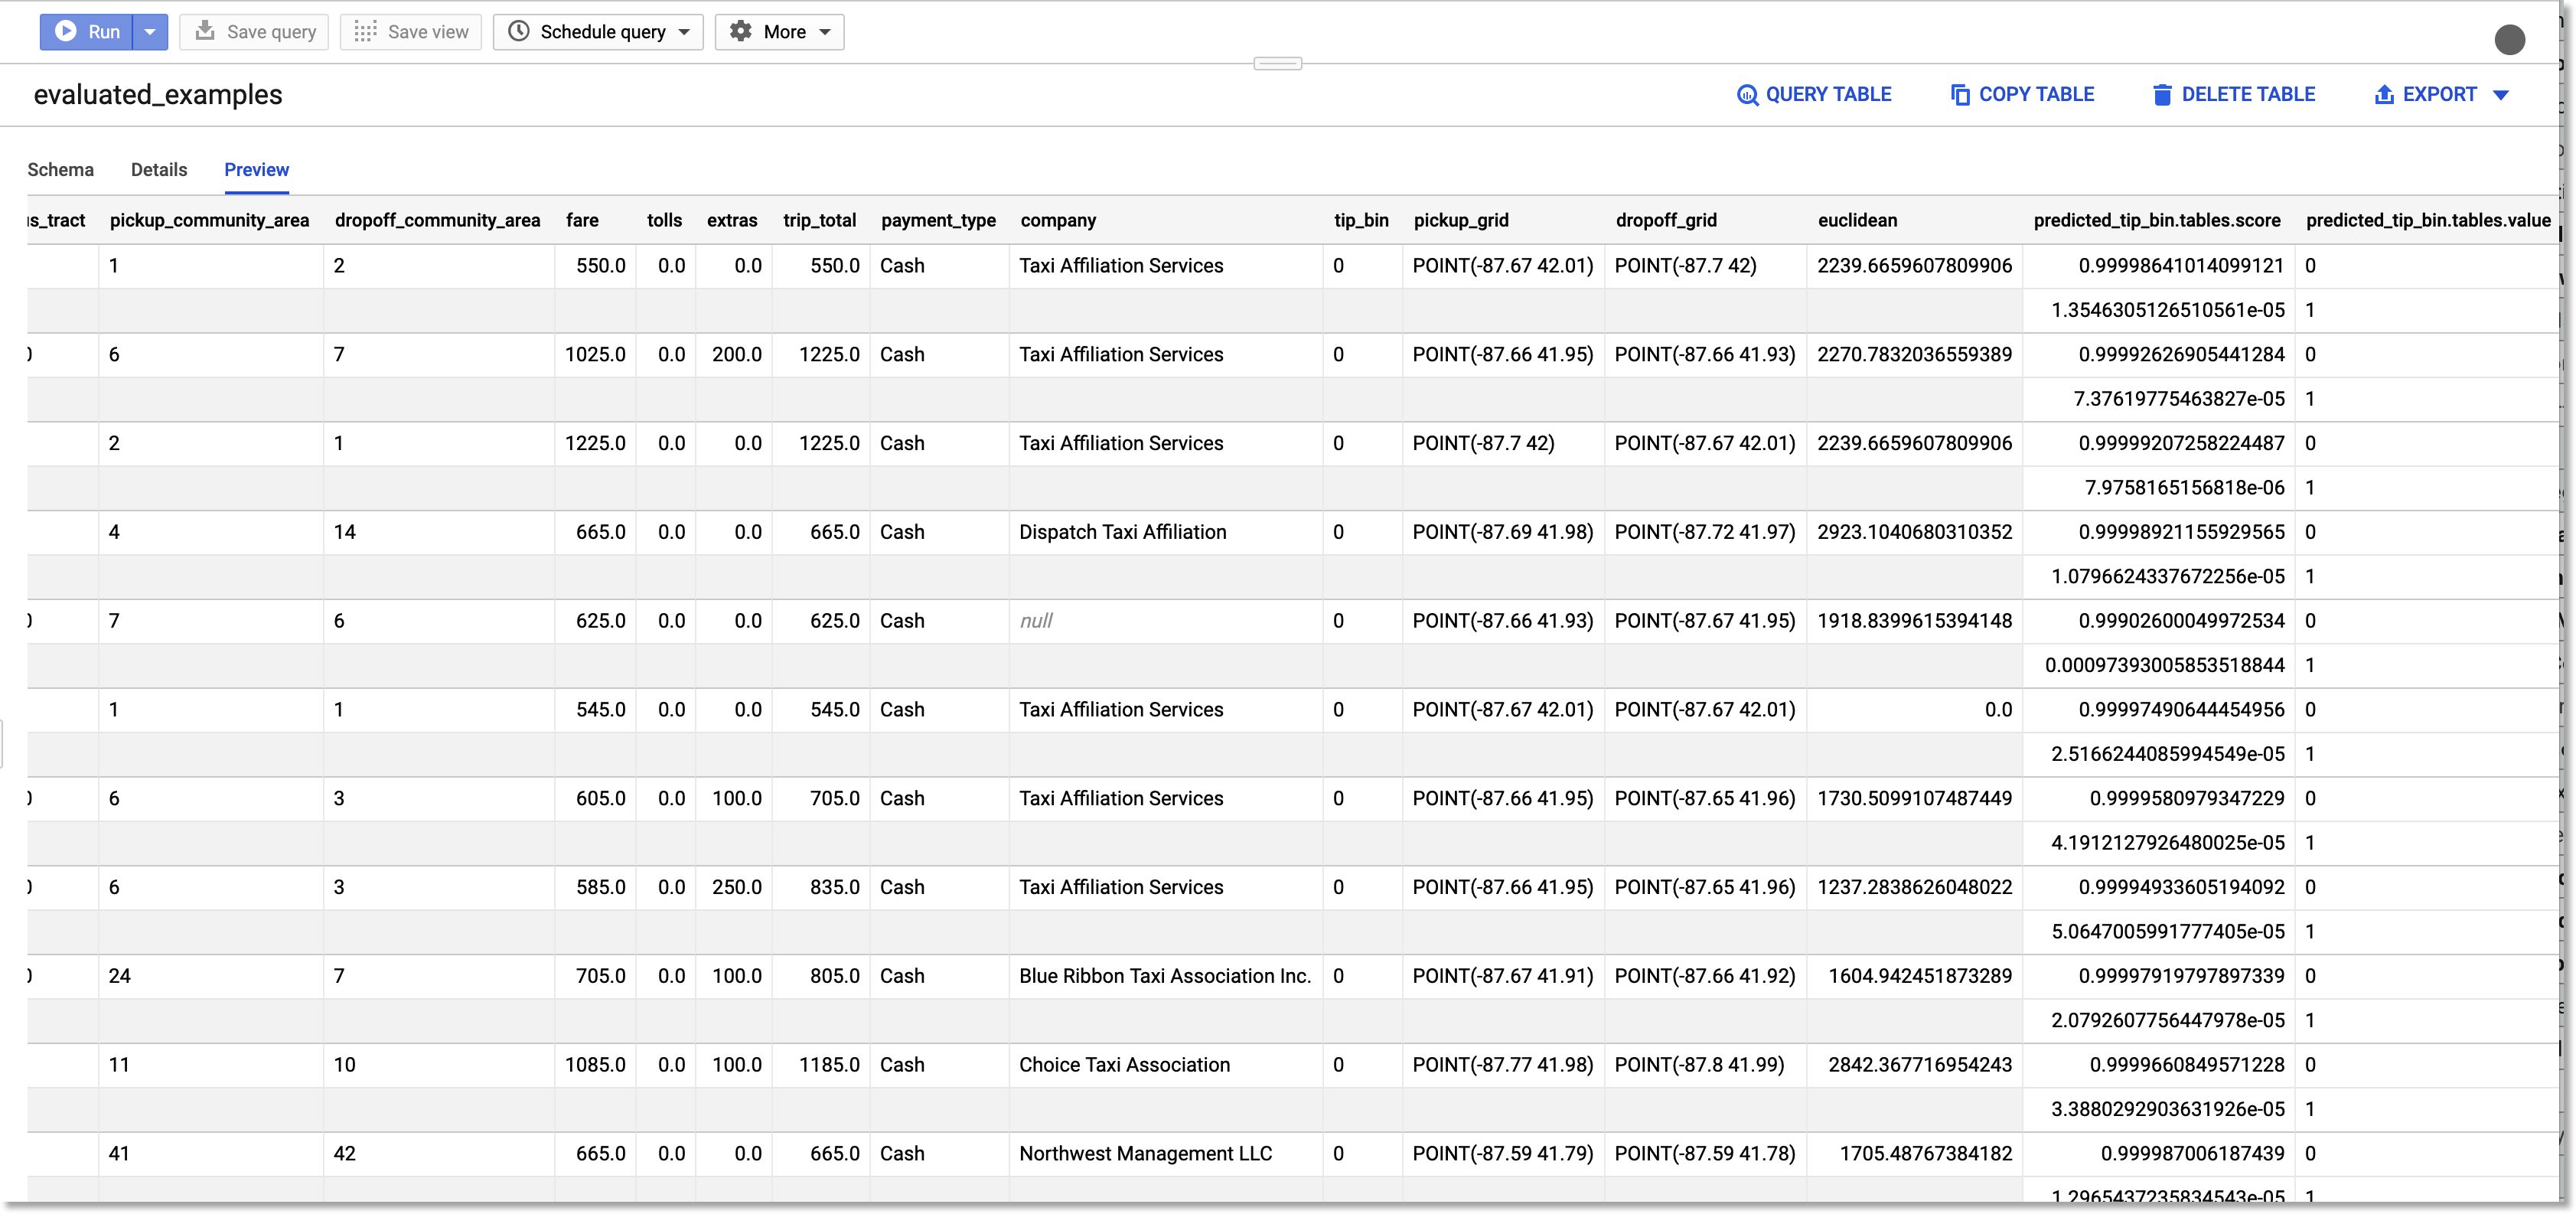 Run Save query Save view Schedule query More
evaluated_examples QUERY TABLE COPY TABLE DELETE TABLE EXPORT
Schema Details Preview
s_tract pickup_community_area dropoff_community_area fare tolls extras trip_total payment_type company tip_bin pickup_grid dropoff_grid euclidean predicted_tip_bin.tables.score predicted_tip_bin.tables.value
1 2 550.0 0.0 0.0 550.0 Cash Taxi Affiliation Services 0 POINT(-87.67 42.01) POINT(-87.7 42) 2239.6659607809906 0.99998641014099121 0
1.3546305126510561e-05 1
6 7 1025.0 0.0 200.0 1225.0 Cash Taxi Affiliation Services 0 POINT(-87.66 41.95) POINT(-87.66 41.93) 2270.7832036559389 0.99992626905441284 0
7.37619775463827e-05 1
2 1 1225.0 0.0 0.0 1225.0 Cash Taxi Affiliation Services 0 POINT(-87.7 42) POINT(-87.67 42.01) 2239.6659607809906 0.99999207258224487 0
7.9758165156818e-06 1
4 14 665.0 0.0 0.0 665.0 Cash Dispatch Taxi Affiliation 0 POINT(-87.69 41.98) POINT(-87.72 41.97) 2923.1040680310352 0.99998921155929565 0
1.0796624337672256e-05 1
7 6 625.0 0.0 0.0 625.0 Cash null 0 POINT(-87.66 41.93) POINT(-87.67 41.95) 1918.8399615394148 0.99902600049972534 0
0.00097393005853518844 1
1 1 545.0 0.0 0.0 545.0 Cash Taxi Affiliation Services 0 POINT(-87.67 42.01) POINT(-87.67 42.01) 0.0 0.99997490644454956 0
2.5166244085994549e-05 1
6 3 605.0 0.0 100.0 705.0 Cash Taxi Affiliation Services 0 POINT(-87.66 41.95) POINT(-87.65 41.96) 1730.5099107487449 0.9999580979347229 0
4.1912127926480025e-05 1
6 3 585.0 0.0 250.0 835.0 Cash Taxi Affiliation Services 0 POINT(-87.66 41.95) POINT(-87.65 41.96) 1237.2838626048022 0.99994933605194092 0
5.0647005991777405e-05 1
24 7 705.0 0.0 100.0 805.0 Cash Blue Ribbon Taxi Association Inc. 0 POINT(-87.67 41.91) POINT(-87.66 41.92) 1604.942451873289 0.99997919797897339 0
2.0792607756447978e-05 1
11 10 1085.0 0.0 100.0 1185.0 Cash Choice Taxi Association 0 POINT(-87.77 41.98) POINT(-87.8 41.99) 2842.367716954243 0.9999660849571228 0
3.3880292903631926e-05 1
41 42 665.0 0.0 0.0 665.0 Cash Northwest Management LLC 0 POINT(-87.59 41.79) POINT(-87.59 41.78) 1705.48767384182 0.999987006187439 0
1.2965437235834543e-05 1